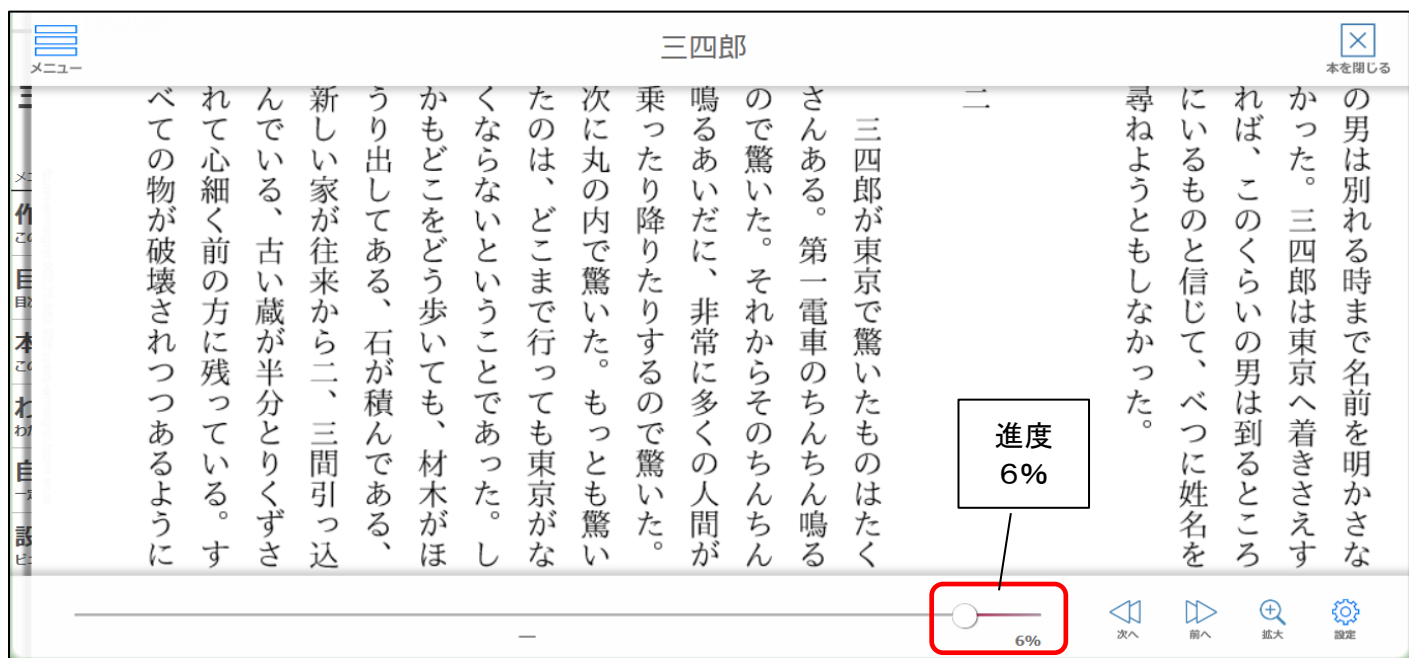 メニュー
三四郎
本を閉じる
の男は別れる時まで名前を明かさな
かった。三四郎は東京へ着きさえす
れば、このくらいの男は到るところ
にいるものと信じて、べつに姓名を
尋ねようともしなかった。
二
三四郎が東京で驚いたものはたく
さんある。第一電車のちんちん鳴る
ので驚いた。それからそのちんちん
鳴るあいだに、非常に多くの人間が
乗ったり降りたりするので驚いた。
次に丸の内で驚いた。もっとも驚い
たのは、どこまで行っても東京がな
くならないということであった。し
かもどこをどう歩いても、材木がほ
うり出してある、石が積んである、
新しい家が往来から二、三間引っ込
んでいる、古い蔵が半分とりくずさ
れて心細く前の方に残っている。す
べての物が破壊されつつあるように
進度
6%
一
6%
次へ
前へ
拡大
設定